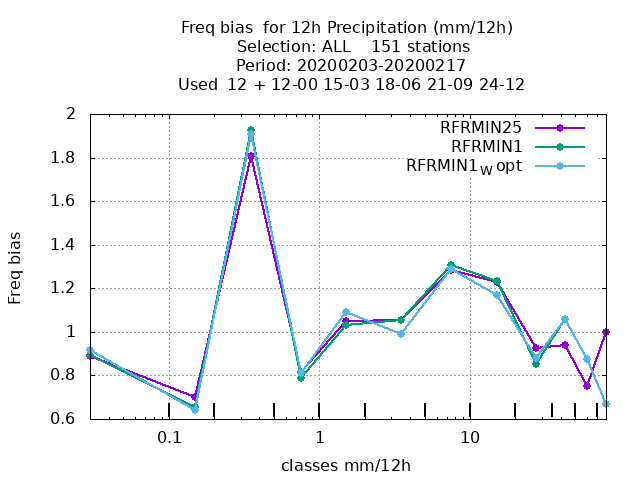 Freq bias  for 12h Precipitation (mm/12h)
Selection: ALL    151 stations
Period: 20200203-20200217
Used  12 + 12-00 15-03 18-06 21-09 24-12
RFRMIN25
RFRMIN1
RFRMIN1_W opt
Freq bias
2
1.8
1.6
1.4
1.2
1
0.8
0.6
0.1 1 10
classes mm/12h